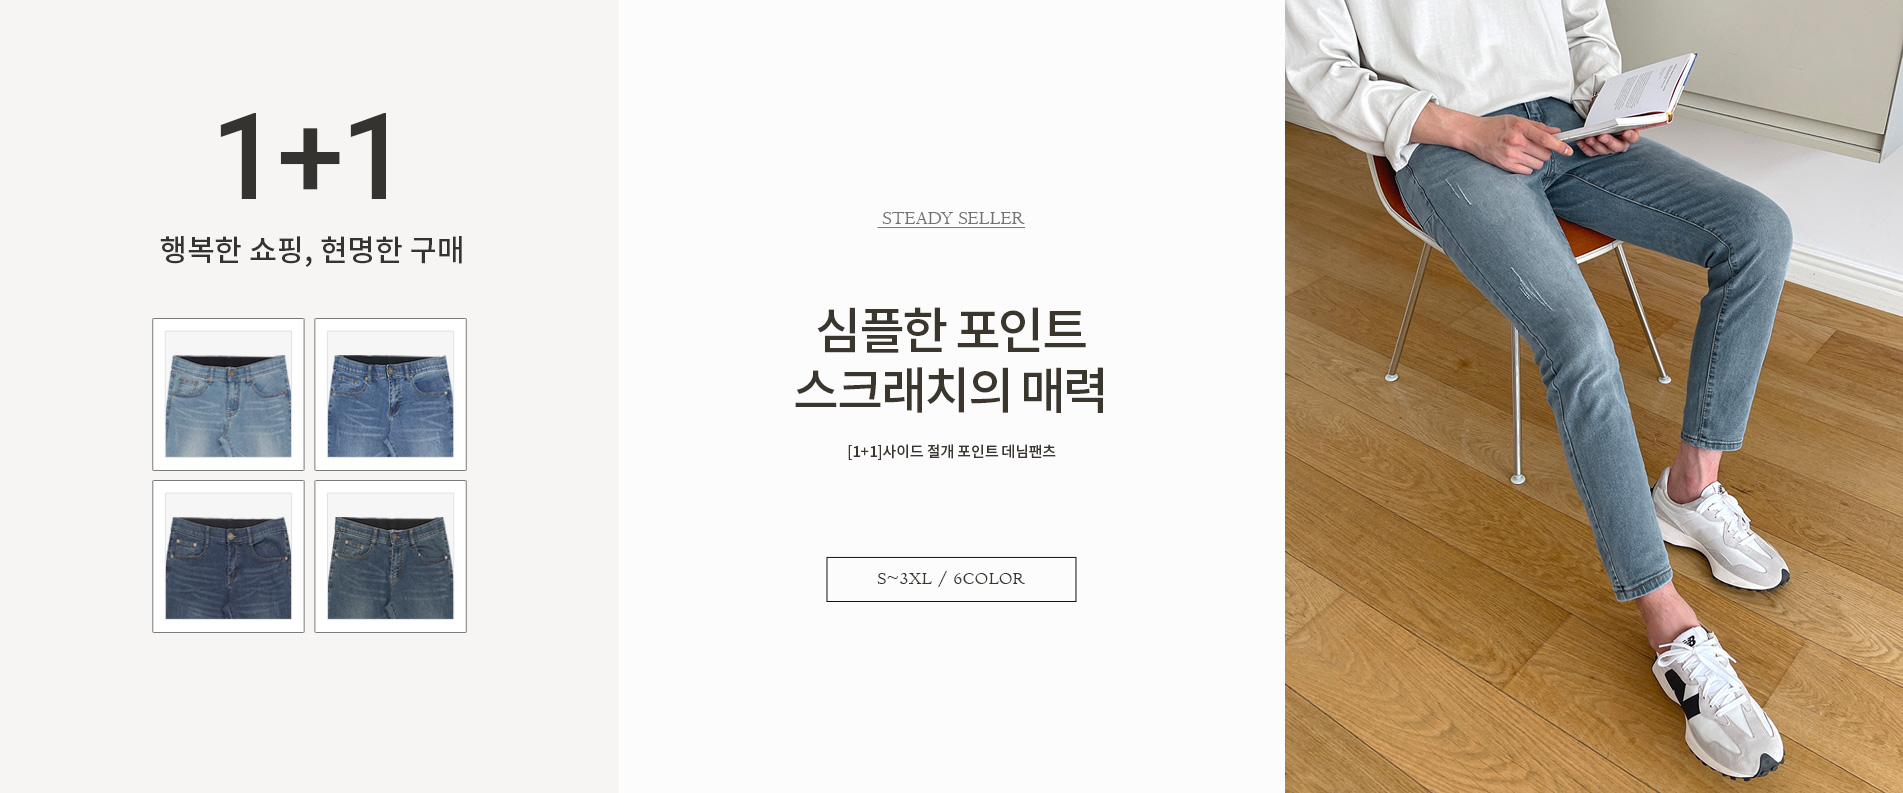 1+1
행복한 쇼핑, 현명한 구매
STEADY SELLER
심플한 포인트
스크래치의 매력
[1+1]사이드 절개 포인트 데님팬츠
S~3XL / 6COLOR